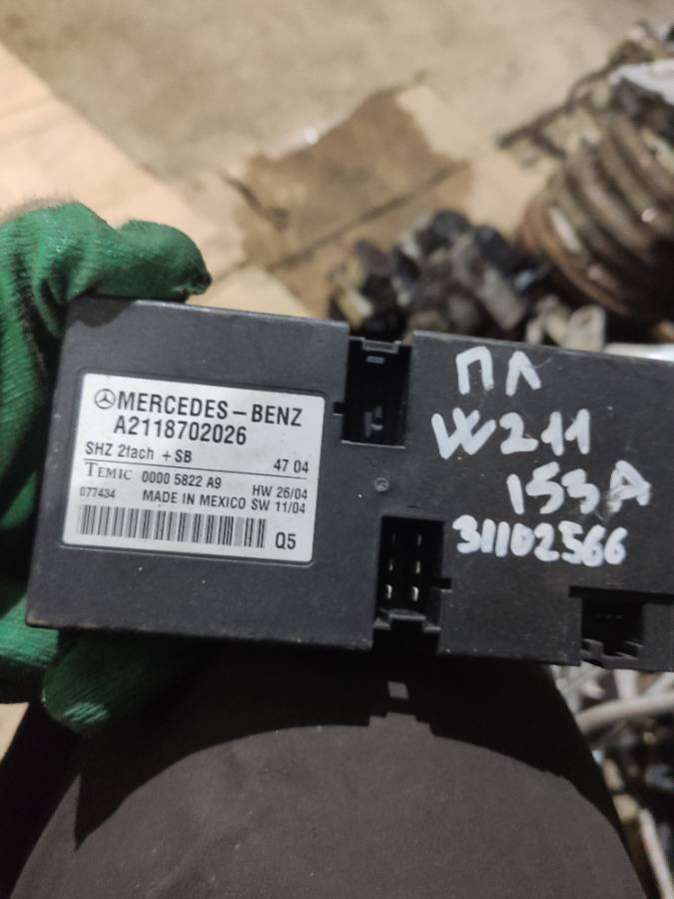 MERCEDES-BENZ
A2118702026
SHZ 2fach +SB 47 04
TEMIC 0000 5822 A9 HW 26/04
077434 MADE IN MEXICO SW 11/04
Q5
ПЛ
W211
153A
31102566